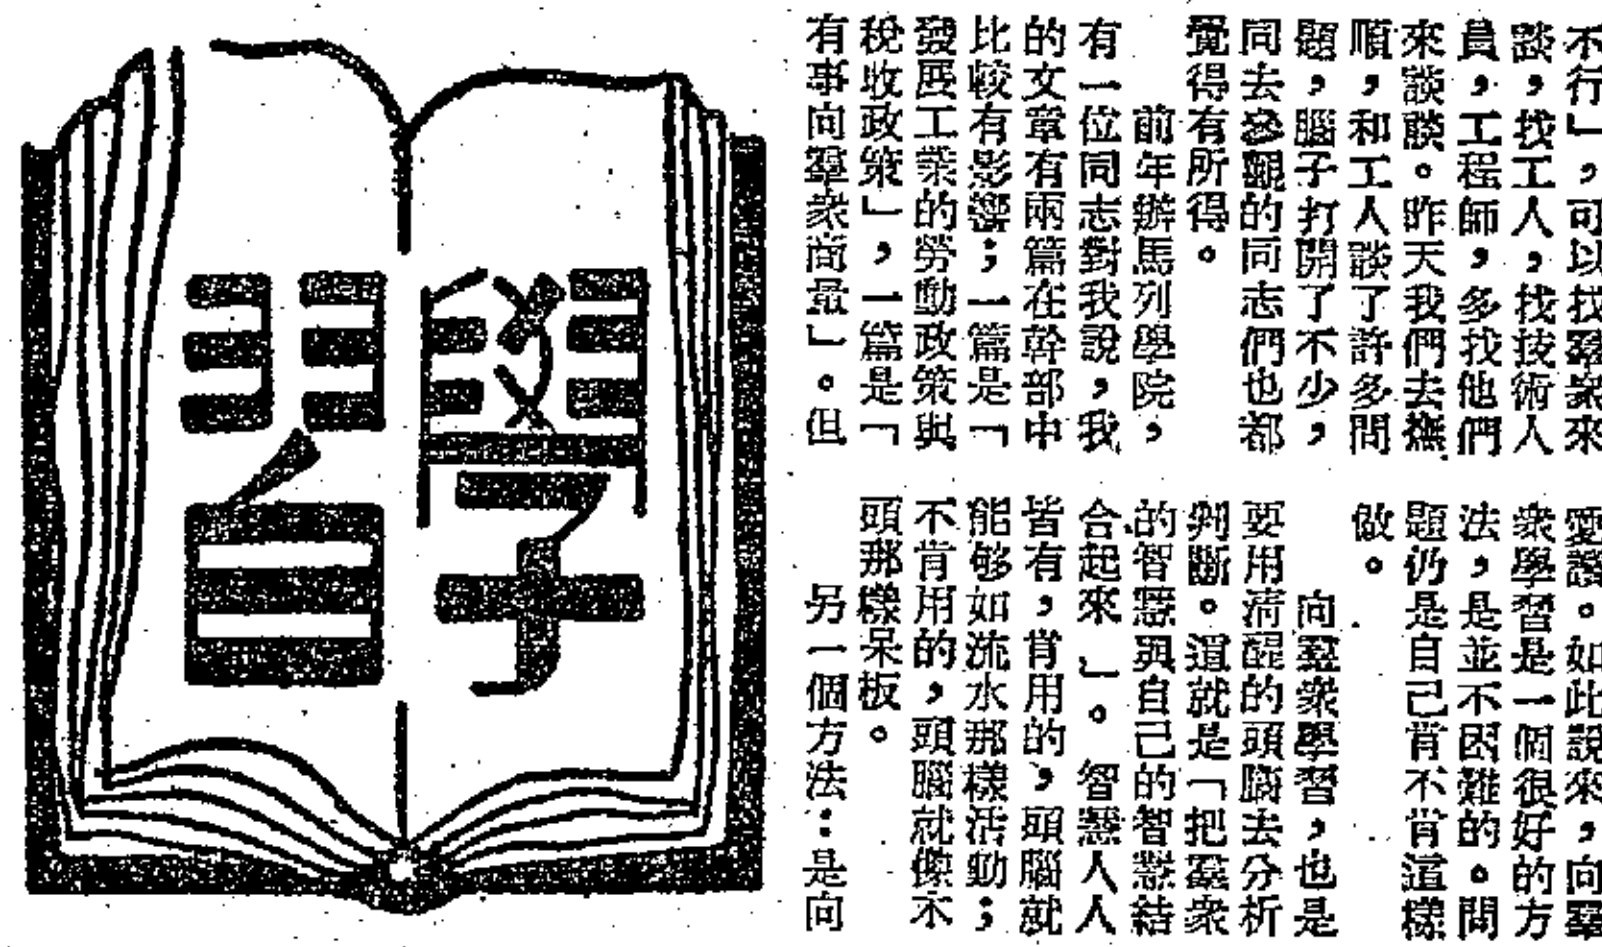 學習
不行」，可以找羣衆來
談，找工人，找技術人
員，工程師，多找他們
來談談。昨天我們去撫
順，和工人談了許多問
題，腦子打開了不少，
同去參觀的同志們也都
覺得有所得。
前年辦馬列學院，
有一位同志對我說，我
的文章有兩篇在幹部中
比較有影響；一篇是「
發展工業的勞動政策與
稅收政策」，一篇是「
有事向羣衆商量」。但
愛護。如此說來，向羣
衆學習是一個很好的方
法，是並不困難的。問
題仍是自己肯不肯這樣
做。
向羣衆學習，也是
要用清醒的頭腦去分析
判斷。這就是「把羣衆
的智慧與自己的智慧結
合起來」。智慧人人
皆有，肯用的，頭腦就
能够如流水那樣活動；
不肯用的，頭腦就像木
頭那樣呆板。
另一個方法：是向